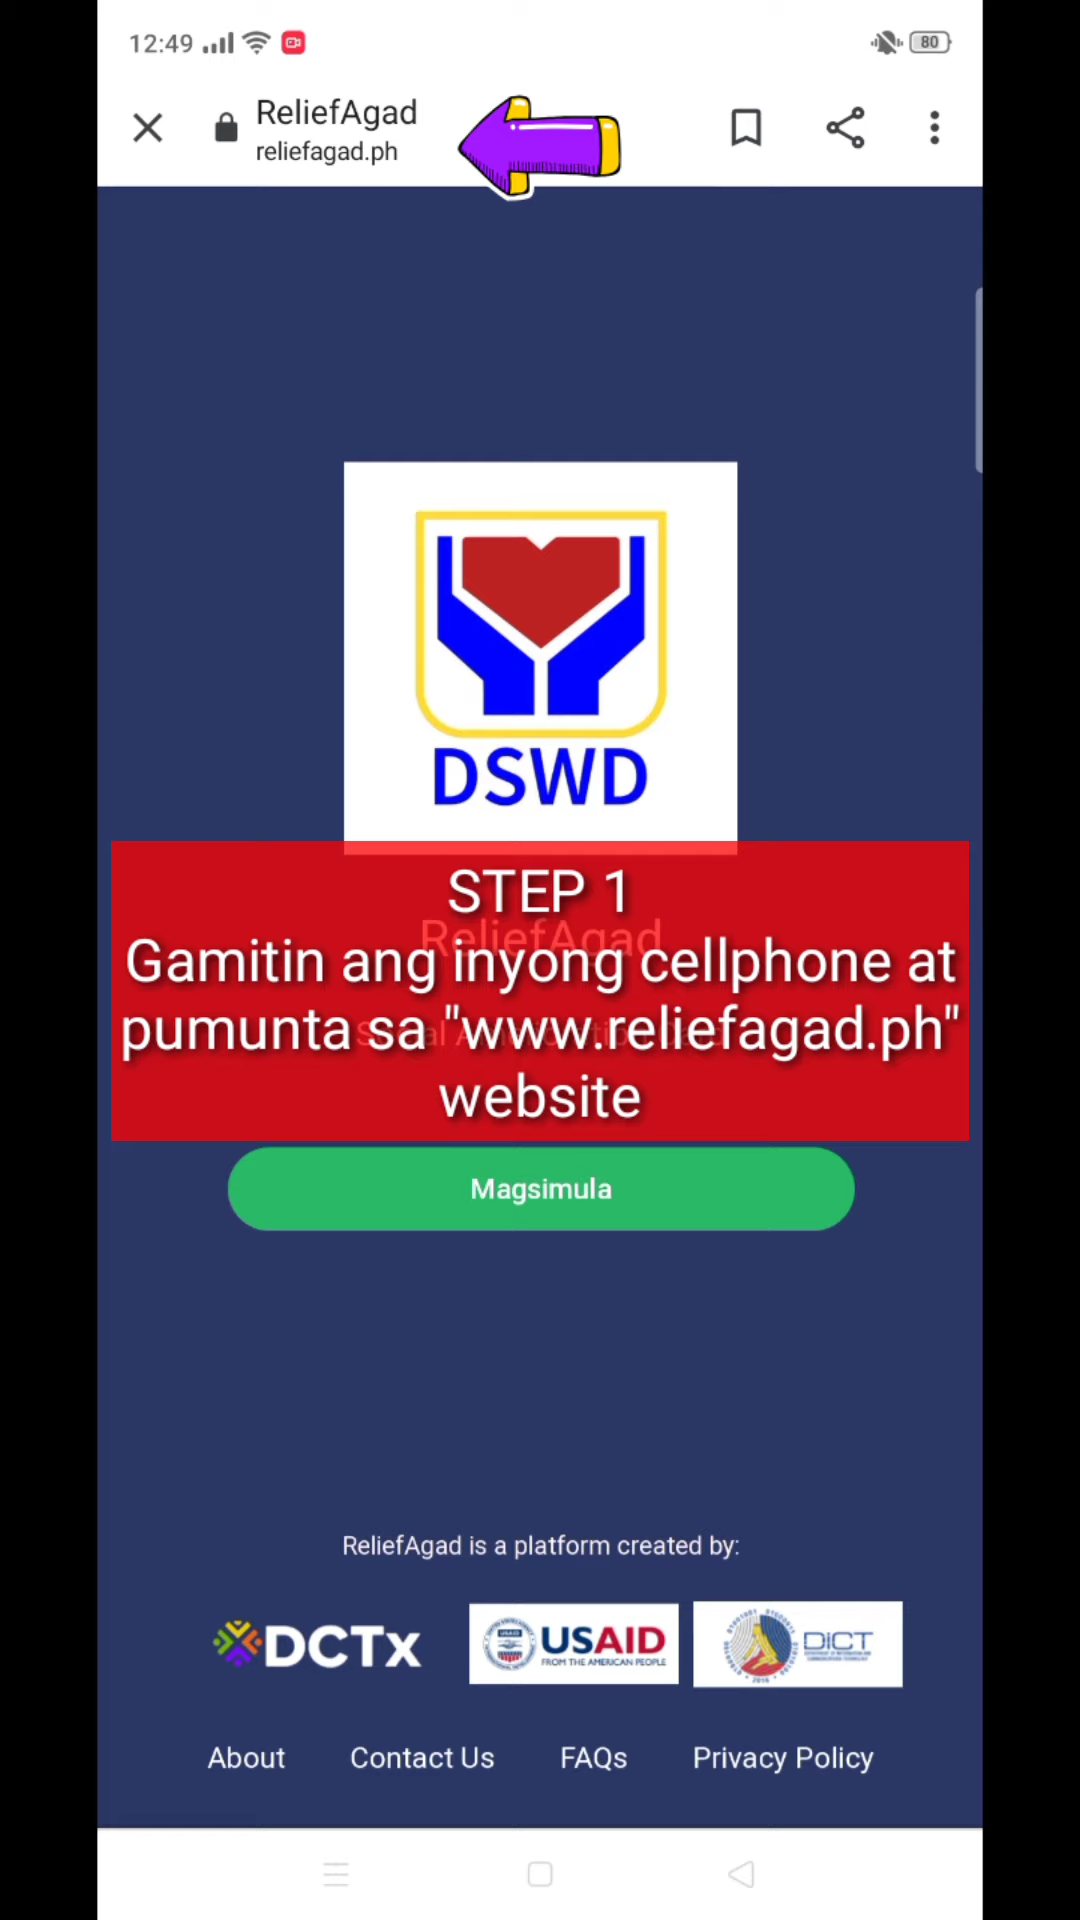 12:49
80
ReliefAgad
reliefagad.ph
DSWD
STEP 1
ReliefAgad
Gamitin ang inyong cellphone at
pumunta sa "www.reliefagad.ph"
website
Magsimula
ReliefAgad is a platform created by:
DCTx
USAID
FROM THE AMERICAN PEOPLE
DICT
About
Contact Us
FAQs
Privacy Policy